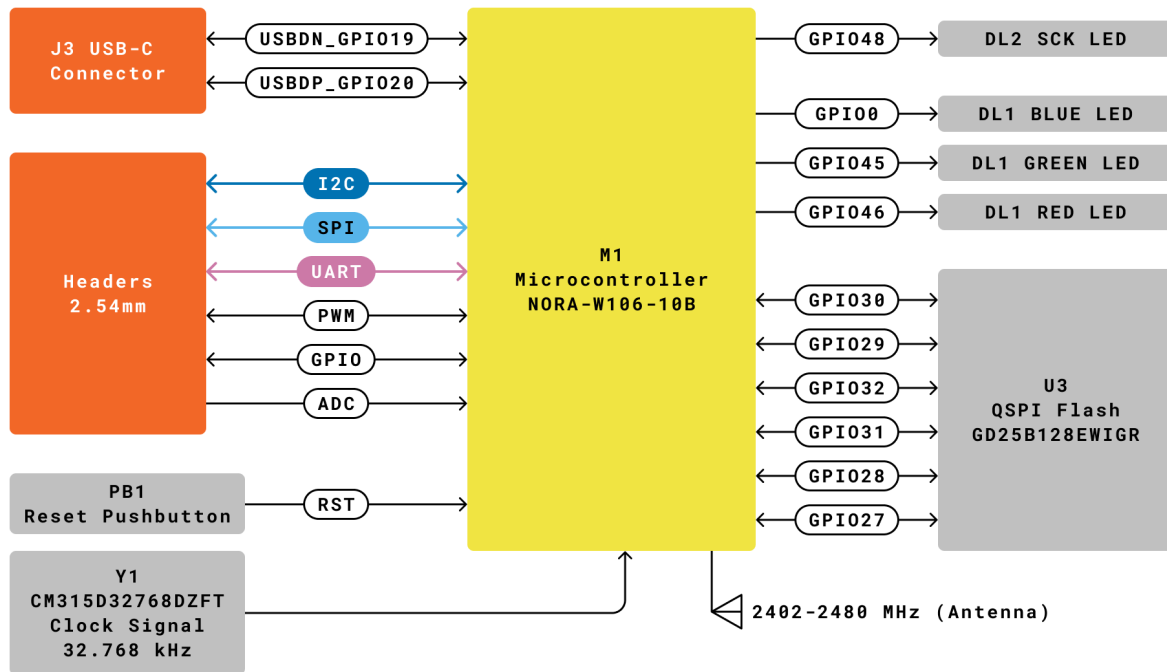 J3 USB-C
Connector
USBDN_GPIO19
USBDP_GPIO20
Headers
2.54mm
I2C
SPI
UART
PWM
GPIO
ADC
PB1
Reset Pushbutton
RST
Y1
CM315D32768DZFT
Clock Signal
32.768 kHz
M1
Microcontroller
NORA-W106-10B
GPIO48
DL2 SCK LED
GPIO0
DL1 BLUE LED
GPIO45
DL1 GREEN LED
GPIO46
DL1 RED LED
GPIO30
GPIO29
GPIO32
GPIO31
GPIO28
GPIO27
U3
QSPI Flash
GD25B128EWIGR
2402-2480 MHz (Antenna)